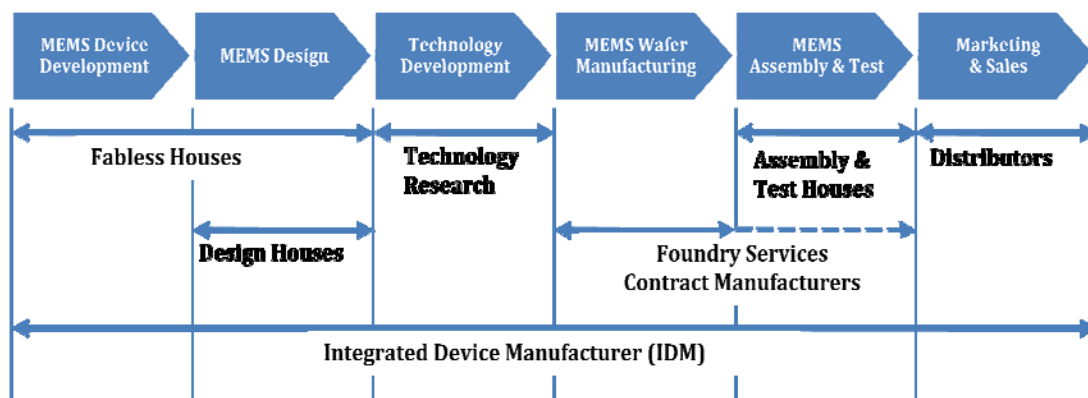 MEMS Device
Development
MEMS Design
Technology
Development
MEMS Wafer
Manufacturing
MEMS
Assembly & Test
Marketing
& Sales
Fabless Houses
Technology
Research
Assembly &
Test Houses
Distributors
Design Houses
Foundry Services
Contract Manufacturers
Integrated Device Manufacturer (IDM)